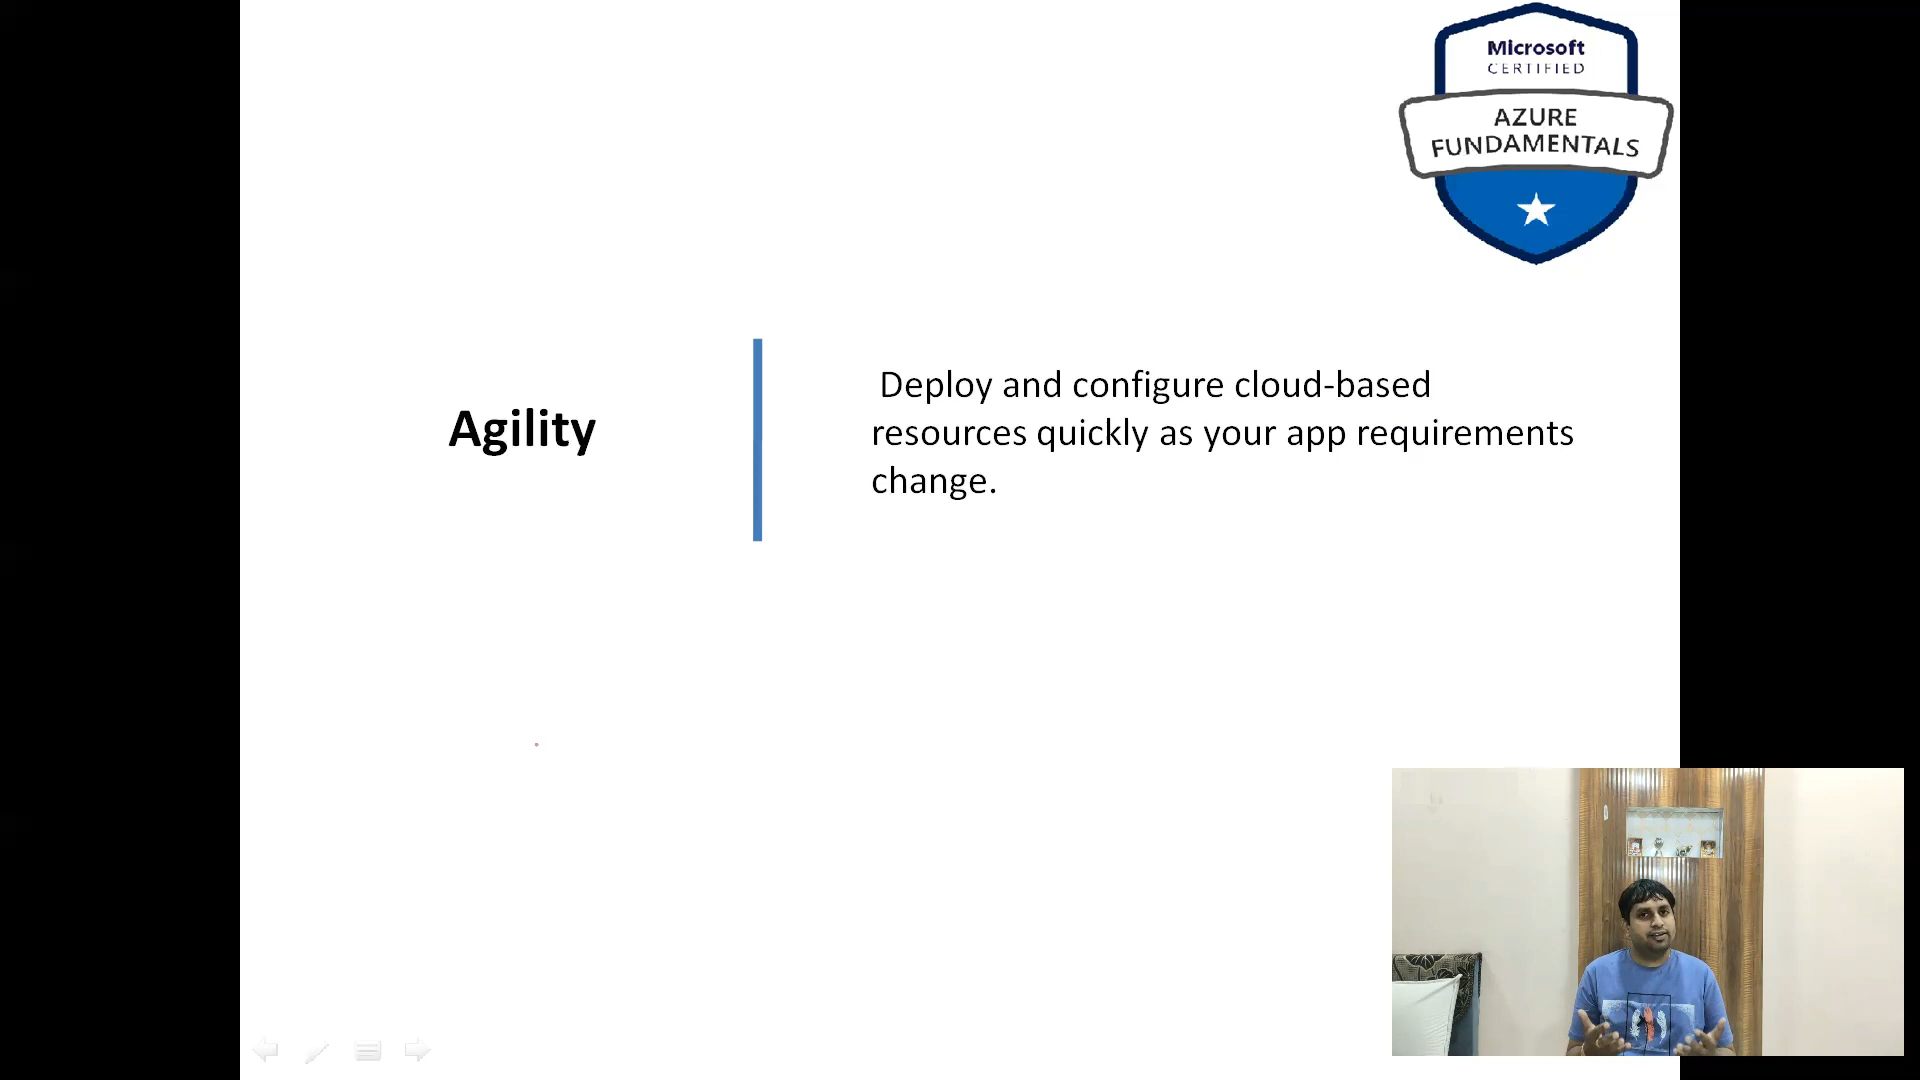 Microsoft
CERTIFIED
AZURE
FUNDAMENTALS
Agility
Deploy and configure cloud-based
resources quickly as your app requirements
change.